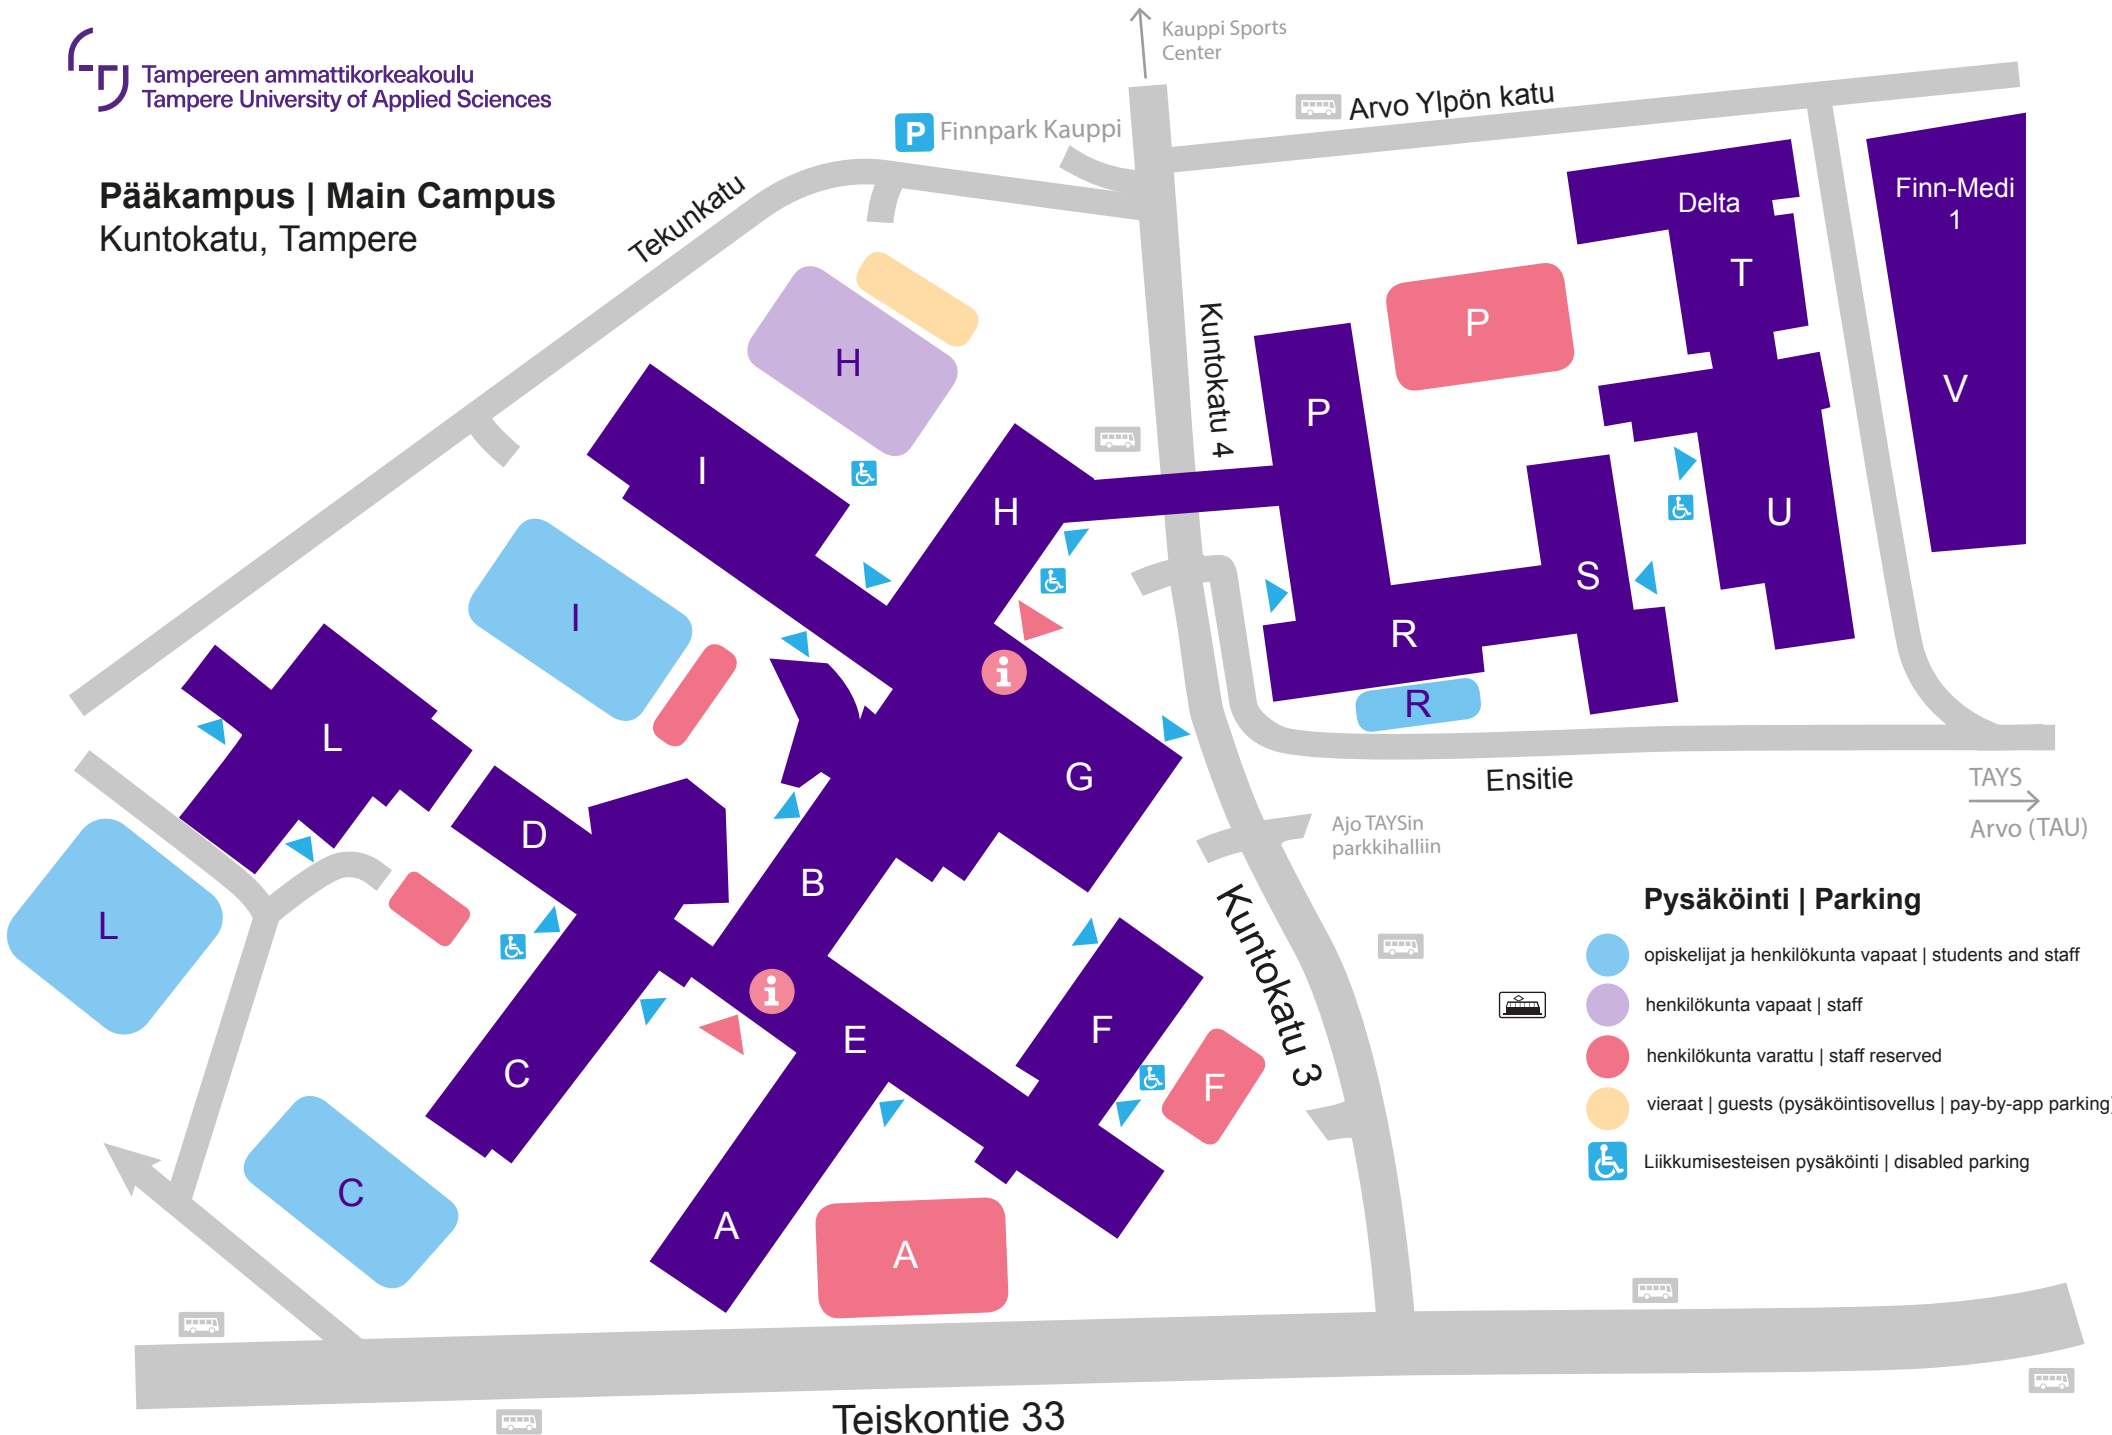 Tampereen ammattikorkeakoulu
Tampere University of Applied Sciences
Pääkampus | Main Campus
Kuntokatu, Tampere
Kauppi Sports
Center
P Finnpark Kauppi
Arvo Ylpön katu
Tekunkatu
Kuntokatu 4
Delta
T
Finn-Medi
1
V
H
P
P
I
H
U
S
I
R
R
L
G
Ensitie
TAYS
Arvo (TAU)
Ajo TAYSin
parkkihalliin
D
B
L
Kuntokatu 3
F
E
C
F
C
A
A
Pysäköinti | Parking
opiskelijat ja henkilökunta vapaat | students and staff
henkilökunta vapaat | staff
henkilökunta varattu | staff reserved
vieraat | guests (pysäköintisovellus | pay-by-app parking)
Liikkumisesteisen pysäköinti | disabled parking
Teiskontie 33
i
i